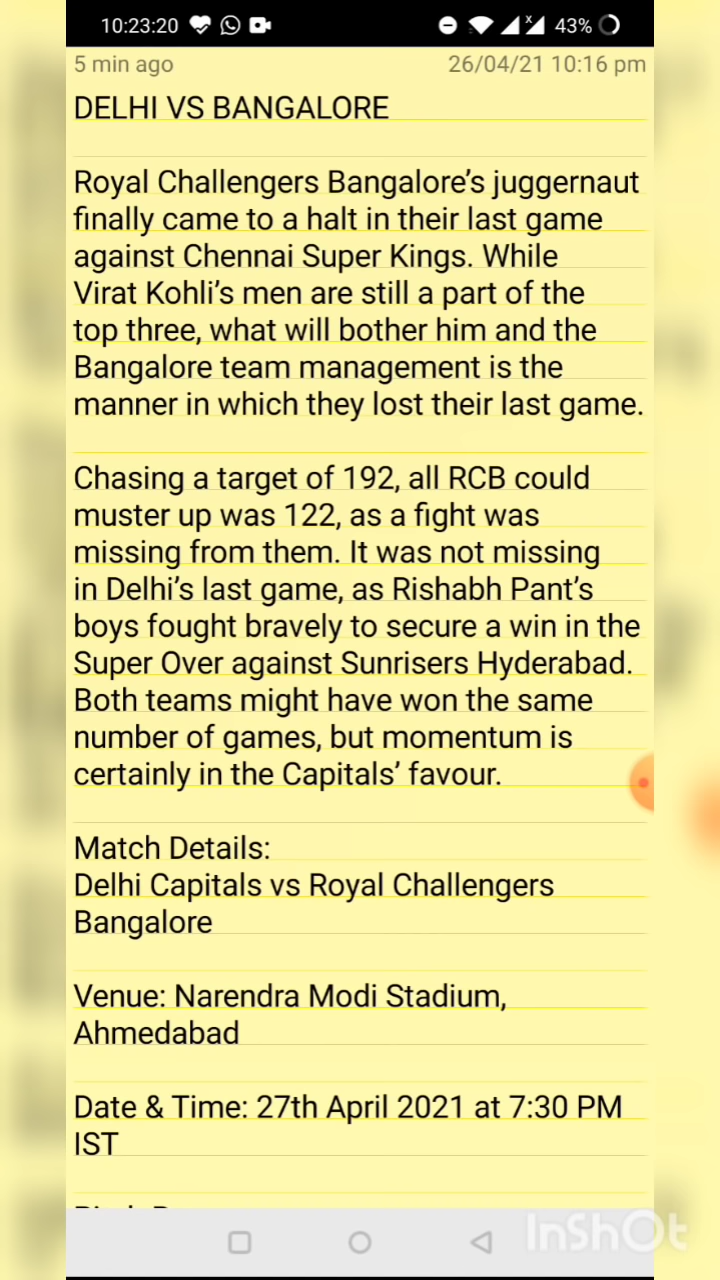 10:23:20
43%
5 min ago
26/04/21 10:16 pm
DELHI VS BANGALORE
Royal Challengers Bangalore’s juggernaut
finally came to a halt in their last game
against Chennai Super Kings. While
Virat Kohli’s men are still a part of the
top three, what will bother him and the
Bangalore team management is the
manner in which they lost their last game.
Chasing a target of 192, all RCB could
muster up was 122, as a fight was
missing from them. It was not missing
in Delhi’s last game, as Rishabh Pant’s
boys fought bravely to secure a win in the
Super Over against Sunrisers Hyderabad.
Both teams might have won the same
number of games, but momentum is
certainly in the Capitals’ favour.
Match Details:
Delhi Capitals vs Royal Challengers
Bangalore
Venue: Narendra Modi Stadium,
Ahmedabad
Date & Time: 27th April 2021 at 7:30 PM
IST
InShOt